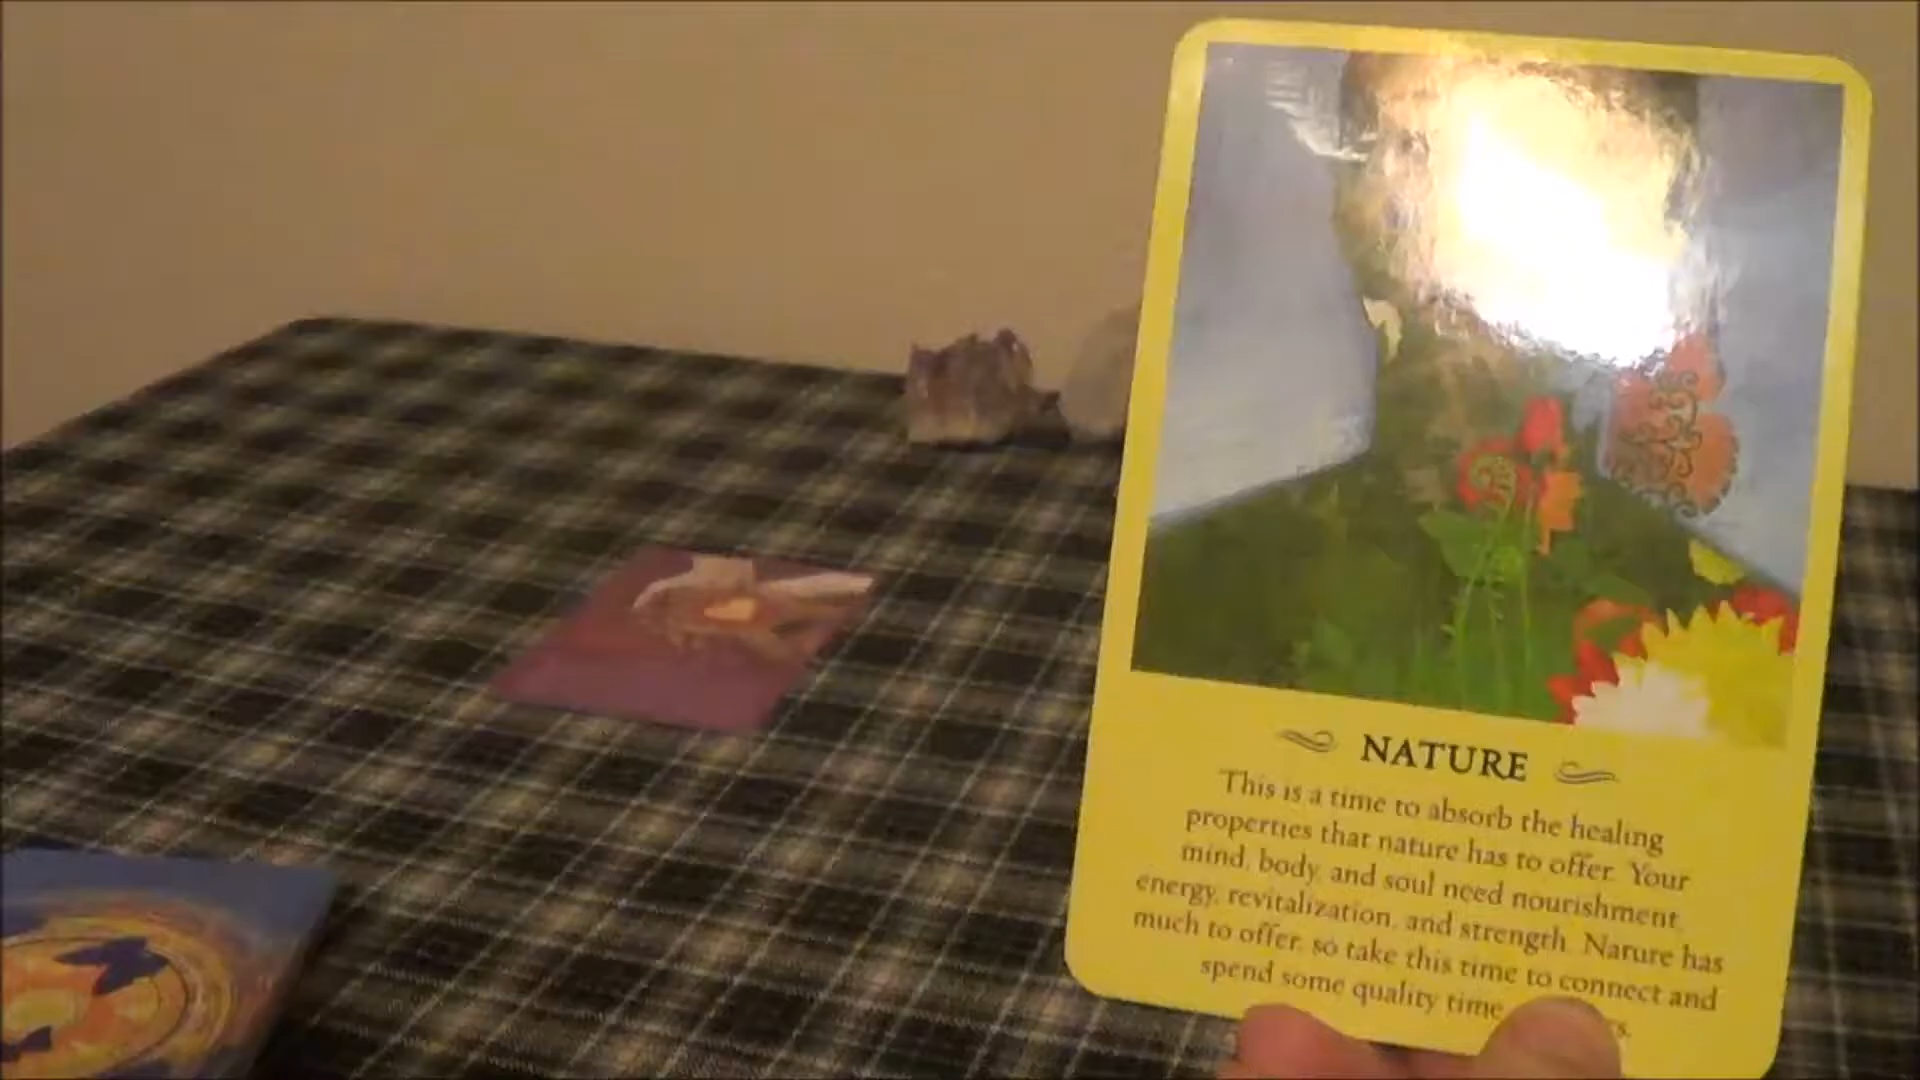 NATURE
This is a time to absorb the healing
properties that nature has to offer. Your
mind, body, and soul need nourishment,
energy, revitalization, and strength. Nature has
much to offer, so take this time to connect and
spend some quality time